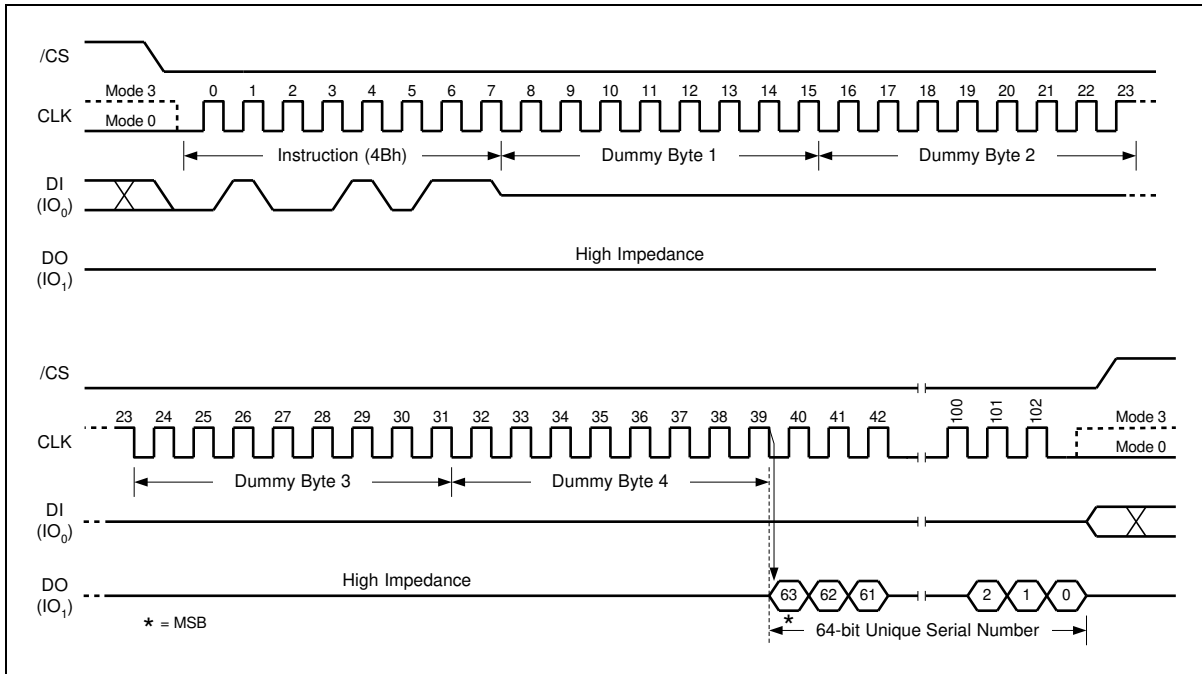 /CS
Mode 3 0 1 2 3 4 5 6 7 8 9 10 11 12 13 14 15 16 17 18 19 20 21 22 23
CLK
Mode 0
Instruction (4Bh) Dummy Byte 1 Dummy Byte 2
DI
(IO0)
High Impedance
DO
(IO1)
/CS
23 24 25 26 27 28 29 30 31 32 33 34 35 36 37 38 39 40 41 42 100 101 102 Mode 3
CLK
Mode 0
Dummy Byte 3 Dummy Byte 4
DI
(IO0)
High Impedance
DO
(IO1)
63 62 61 2 1 0
* = MSB
*
64-bit Unique Serial Number